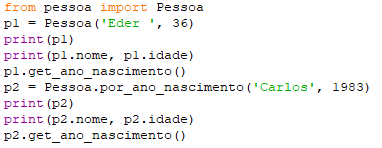 from pessoa import Pessoa
p1 = Pessoa('Eder ', 36)
print(p1)
print(p1.nome, p1.idade)
p1.get_ano_nascimento()
p2 = Pessoa.por_ano_nascimento('Carlos', 1983)
print(p2)
print(p2.nome, p2.idade)
p2.get_ano_nascimento()